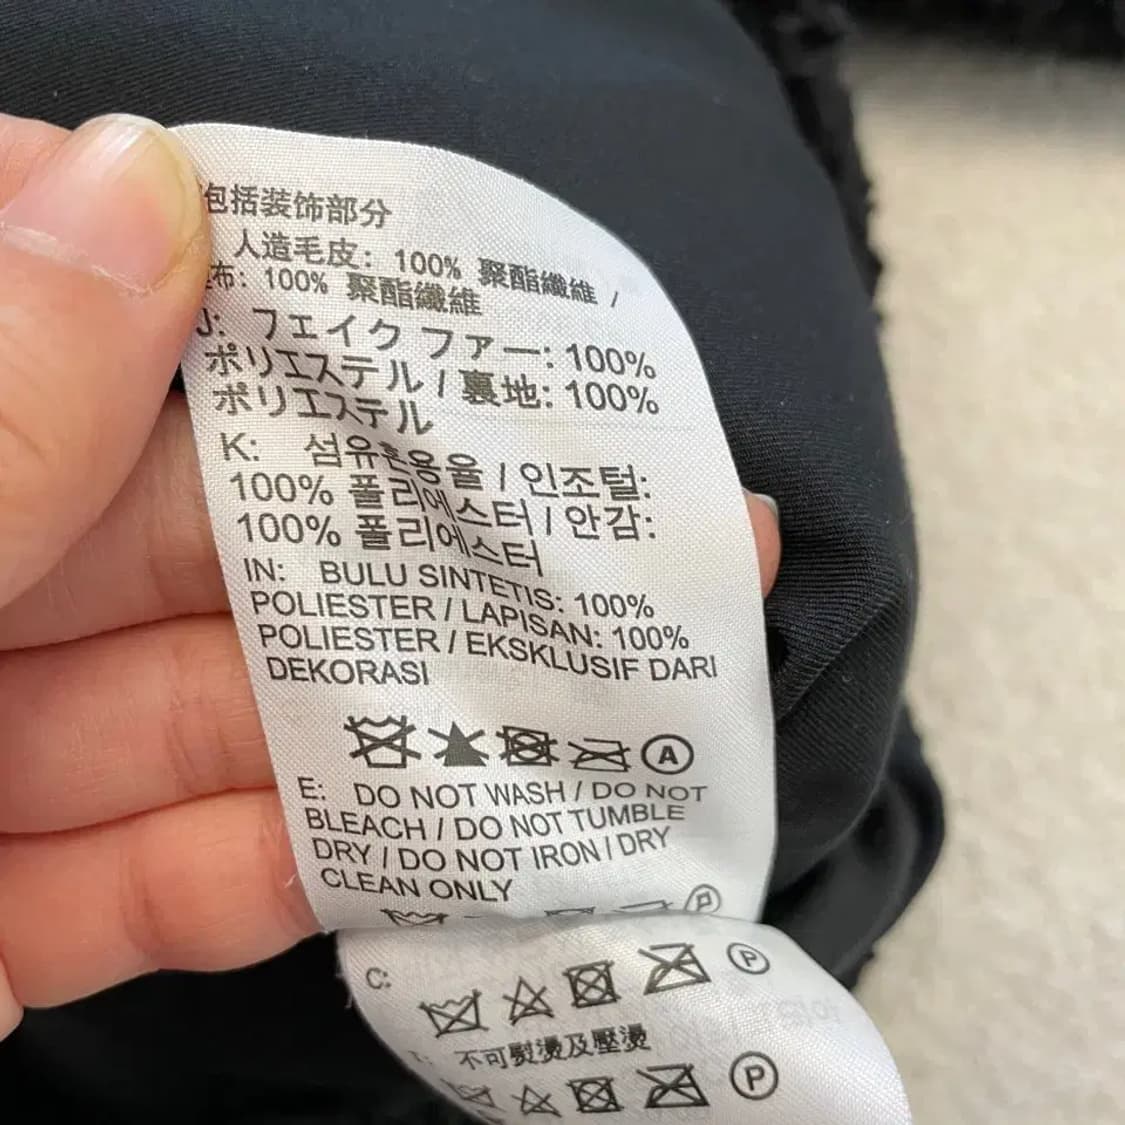 包括装饰部分
人造毛皮: 100% 聚酯纖維 /
布: 100% 聚酯纖維
J: フェイク ファー: 100%
ポリエステル / 裏地: 100%
ポリエステル
K: 섬유혼용율 / 인조털:
100% 폴리에스터 / 안감:
100% 폴리에스터
IN: BULU SINTETIS: 100%
POLIESTER / LAPISAN: 100%
POLIESTER / EKSKLUSIF DARI
DEKORASI
A
E: DO NOT WASH / DO NOT
BLEACH / DO NOT TUMBLE
DRY / DO NOT IRON / DRY
CLEAN ONLY
P
C:
P
不可熨燙及壓燙
P